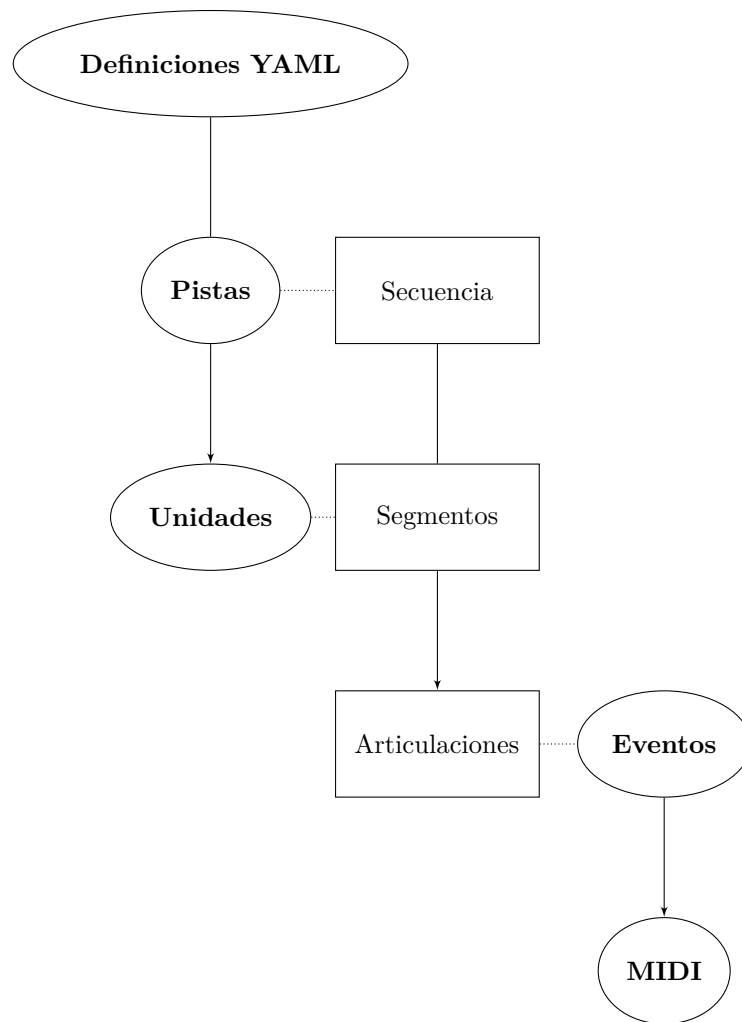 Definiciones YAML
Pistas
Secuencia
Unidades
Segmentos
Articulaciones
Eventos
MIDI